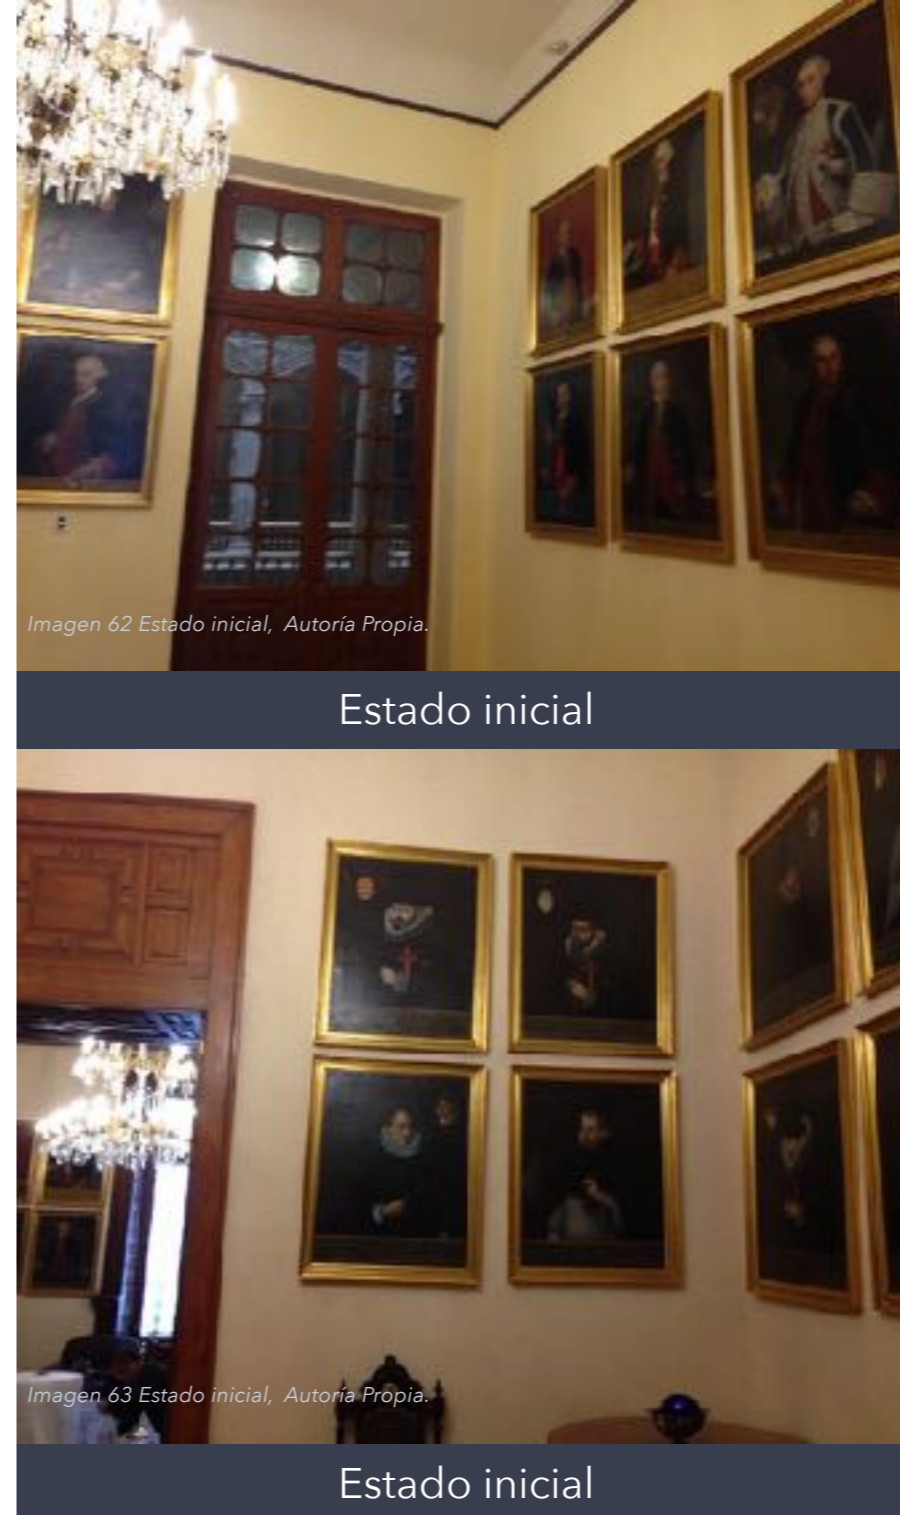 Imagen 62 Estado inicial, Autoría Propia.
Estado inicial
Imagen 63 Estado inicial, Autoría Propia.
Estado inicial